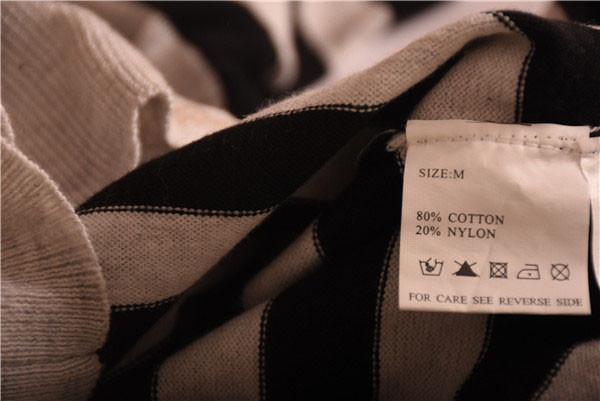 SIZE:M
80% COTTON
20% NYLON
FOR CARE SEE REVERSE SIDE